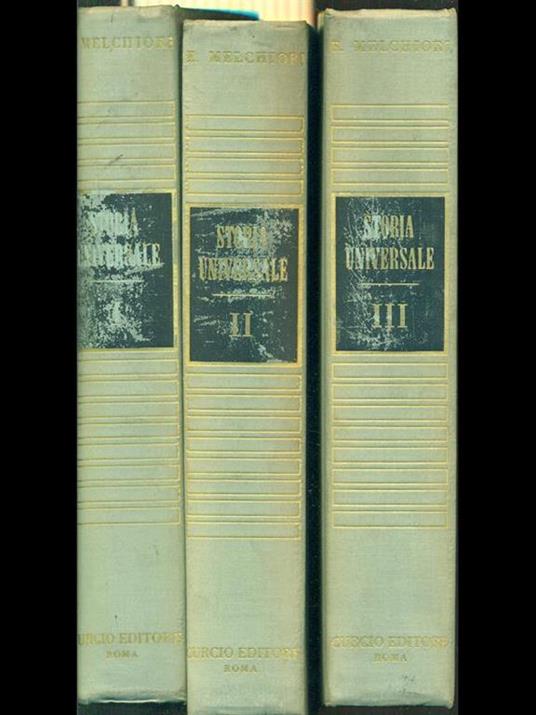 MELCHIORI
STORIA
UNIVERSALE
I
CURCIO EDITORE
ROMA
E. MELCHIORI
STORIA
UNIVERSALE
II
CURCIO EDITORE
ROMA
E. MELCHIORI
STORIA
UNIVERSALE
III
CURCIO EDITORE
ROMA